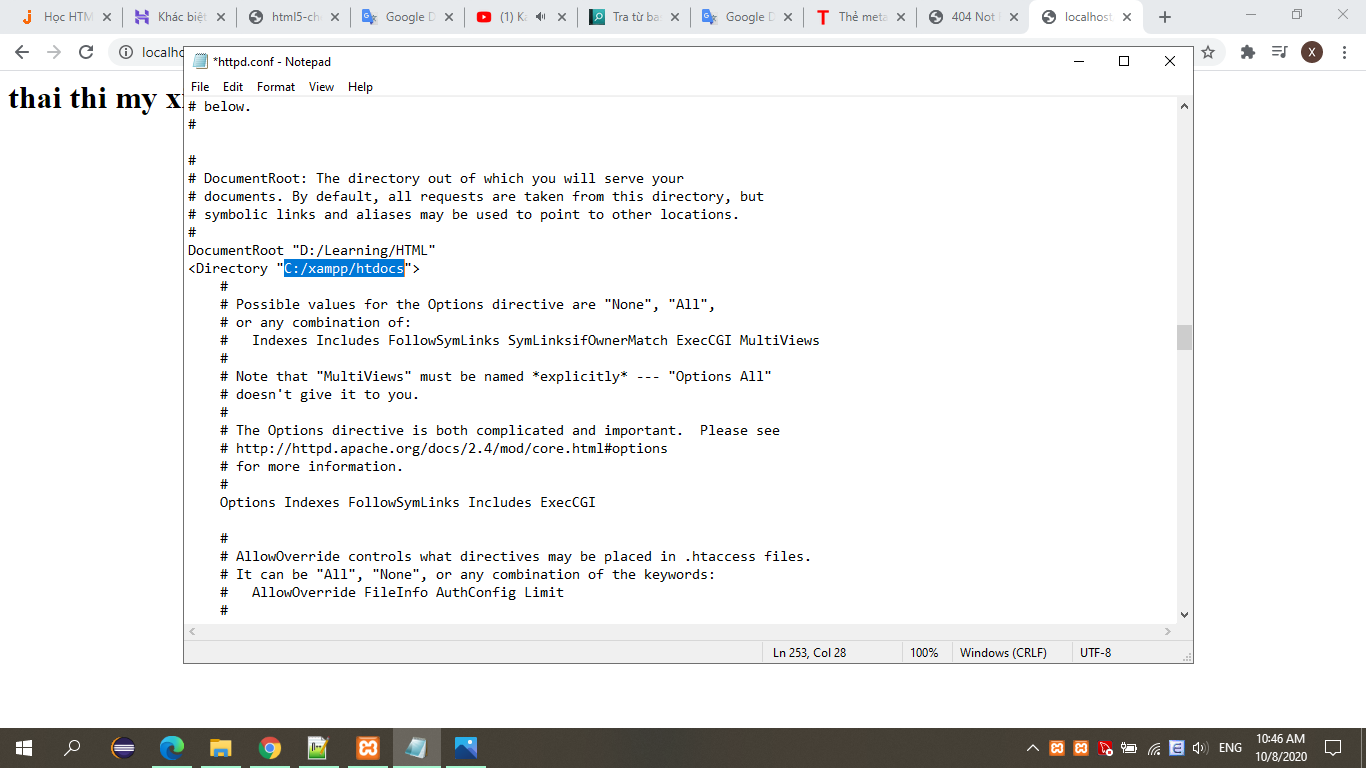 Học HTM
Khác biệt
html5-ch
Google D
(1) Ka
Tra từ ba
Google D
Thẻ meta
404 Not
localhost
localho
X
thai thi my x
*httpd.conf - Notepad
File Edit Format View Help
# below.
#
#
# DocumentRoot: The directory out of which you will serve your
# documents. By default, all requests are taken from this directory, but
# symbolic links and aliases may be used to point to other locations.
#
DocumentRoot "D:/Learning/HTML"
<Directory "C:/xampp/htdocs">
#
# Possible values for the Options directive are "None", "All",
# or any combination of:
#   Indexes Includes FollowSymLinks SymLinksifOwnerMatch ExecCGI MultiViews
#
# Note that "MultiViews" must be named *explicitly* --- "Options All"
# doesn't give it to you.
#
# The Options directive is both complicated and important.  Please see
# http://httpd.apache.org/docs/2.4/mod/core.html#options
# for more information.
#
Options Indexes FollowSymLinks Includes ExecCGI
#
# AllowOverride controls what directives may be placed in .htaccess files.
# It can be "All", "None", or any combination of the keywords:
#   AllowOverride FileInfo AuthConfig Limit
#
Ln 253, Col 28 100% Windows (CRLF) UTF-8
ENG
10:46 AM
10/8/2020